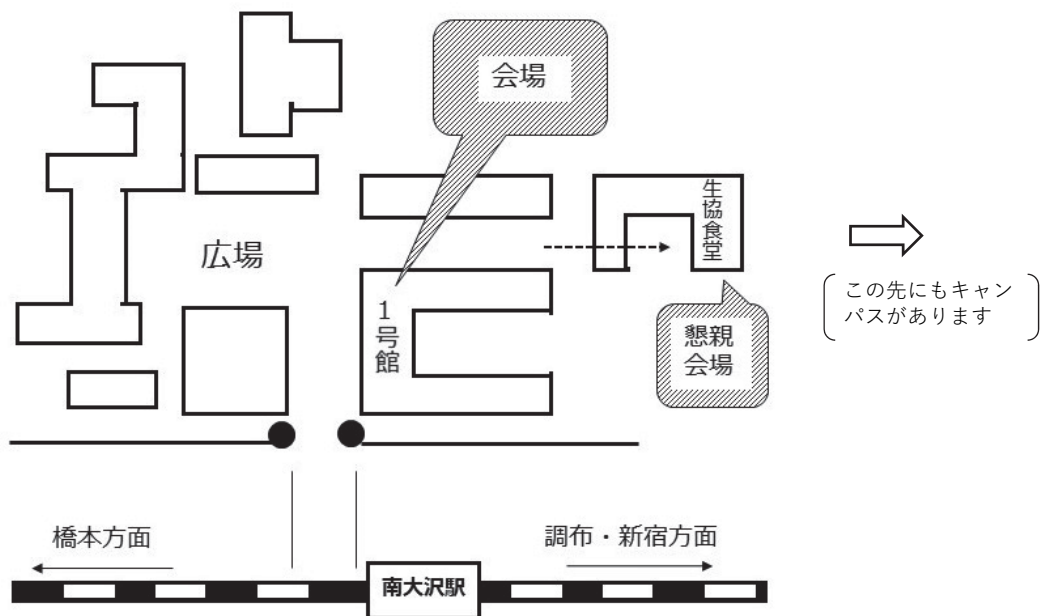 会場
生協食堂
広場
この先にもキャン
パスがあります
1号館
懇親
会場
橋本方面
調布・新宿方面
南大沢駅